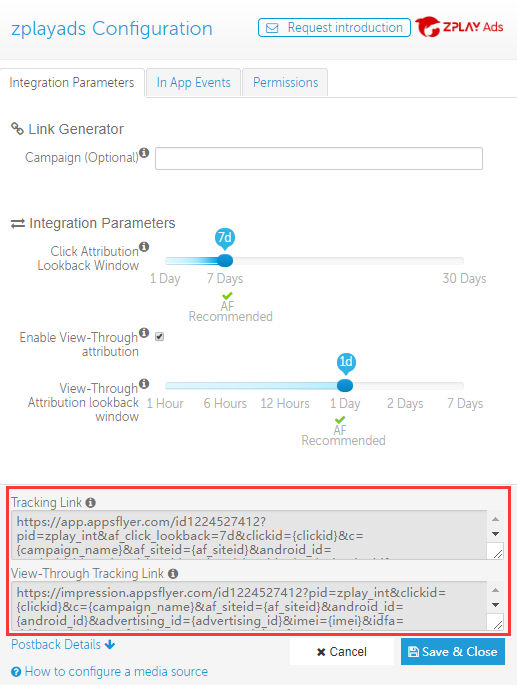 zplayads Configuration
Request introduction
ZPLAY Ads
Integration Parameters
In App Events
Permissions
Link Generator
Campaign (Optional)
Integration Parameters
Click Attribution
Lookback Window
7d
1 Day
7 Days
30 Days
AF
Recommended
Enable View-Through
attribution
View-Through
Attribution lookback
window
1d
1 Hour
6 Hours
12 Hours
1 Day
2 Days
7 Days
AF
Recommended
Tracking Link
https://app.appsflyer.com/id1224527412?
pid=zplay_int&af_click_lookback=7d&clickid={clickid}&c=
{campaign_name}&af_siteid={af_siteid}&android_id=
View-Through Tracking Link
https://impression.appsflyer.com/id1224527412?pid=zplay_int&clickid=
{clickid}&c={campaign_name}&af_siteid={af_siteid}&android_id=
{android_id}&advertising_id={advertising_id}&imei={imei}&idfa=
Postback Details
Cancel
Save & Close
How to configure a media source